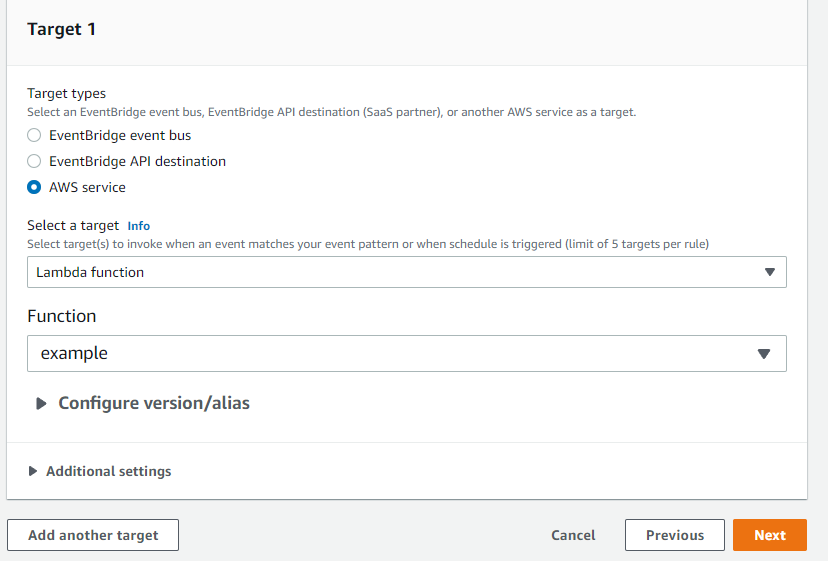 Target 1
Target types
Select an EventBridge event bus, EventBridge API destination (SaaS partner), or another AWS service as a target.
EventBridge event bus
EventBridge API destination
AWS service
Select a target Info
Select target(s) to invoke when an event matches your event pattern or when schedule is triggered (limit of 5 targets per rule)
Lambda function
Function
example
Configure version/alias
Additional settings
Add another target Cancel Previous Next